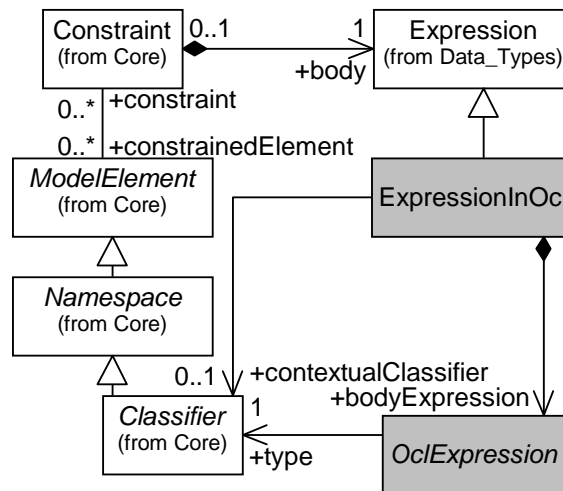 Constraint
(from Core)
0..1
1
+body
Expression
(from Data_Types)
0..*
+constraint
0..*
+constrainedElement
ModelElement
(from Core)
ExpressionInOcl
Namespace
(from Core)
0..1
+contextualClassifier
+bodyExpression
Classifier
(from Core)
1
+type
OclExpression